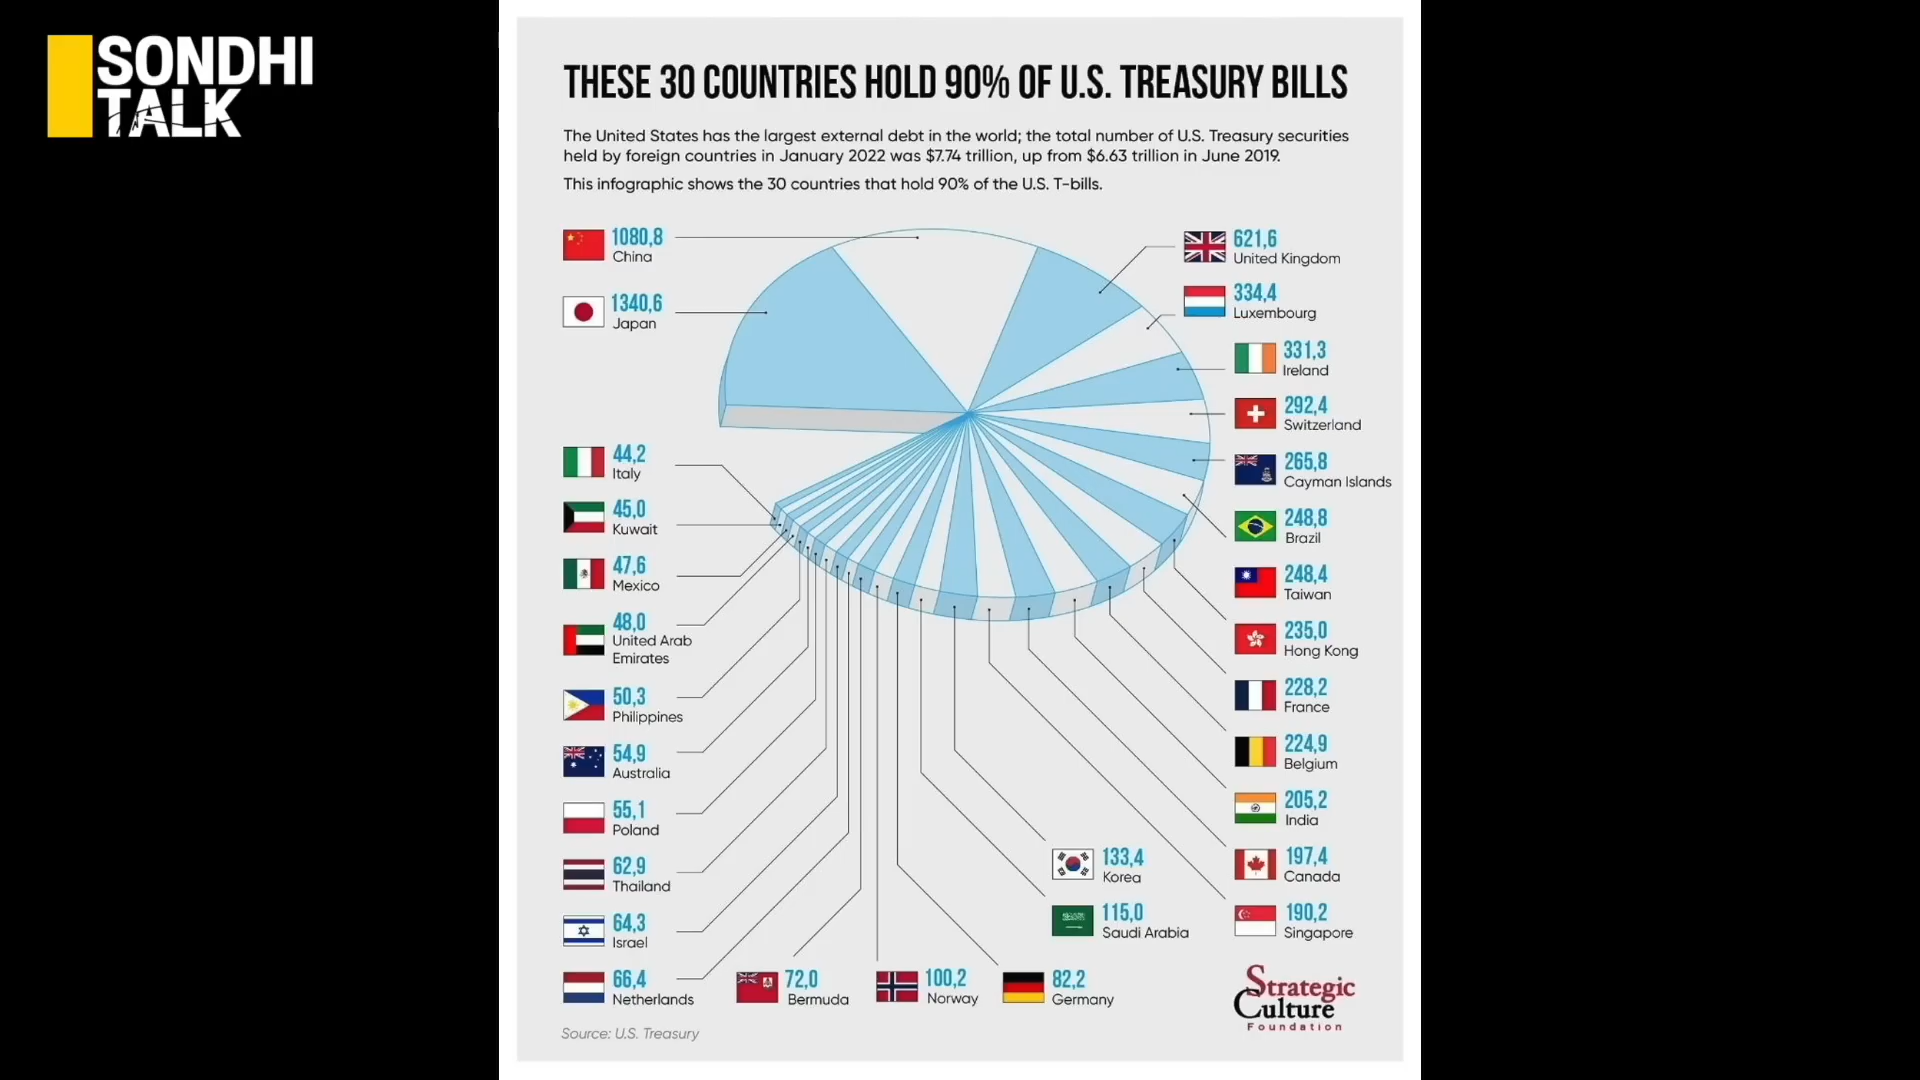 SONDHI
TALK
THESE 30 COUNTRIES HOLD 90% OF U.S. TREASURY BILLS
The United States has the largest external debt in the world; the total number of U.S. Treasury securities
held by foreign countries in January 2022 was $7.74 trillion, up from $6.63 trillion in June 2019.
This infographic shows the 30 countries that hold 90% of the U.S. T-bills.
1080,8
China
1340,6
Japan
621,6
United Kingdom
334,4
Luxembourg
331,3
Ireland
292,4
Switzerland
265,8
Cayman Islands
248,8
Brazil
248,4
Taiwan
235,0
Hong Kong
228,2
France
224,9
Belgium
205,2
India
197,4
Canada
190,2
Singapore
133,4
Korea
115,0
Saudi Arabia
44,2
Italy
45,0
Kuwait
47,6
Mexico
48,0
United Arab
Emirates
50,3
Philippines
54,9
Australia
55,1
Poland
62,9
Thailand
64,3
Israel
66,4
Netherlands
72,0
Bermuda
100,2
Norway
82,2
Germany
Source: U.S. Treasury
Strategic
Culture
Foundation